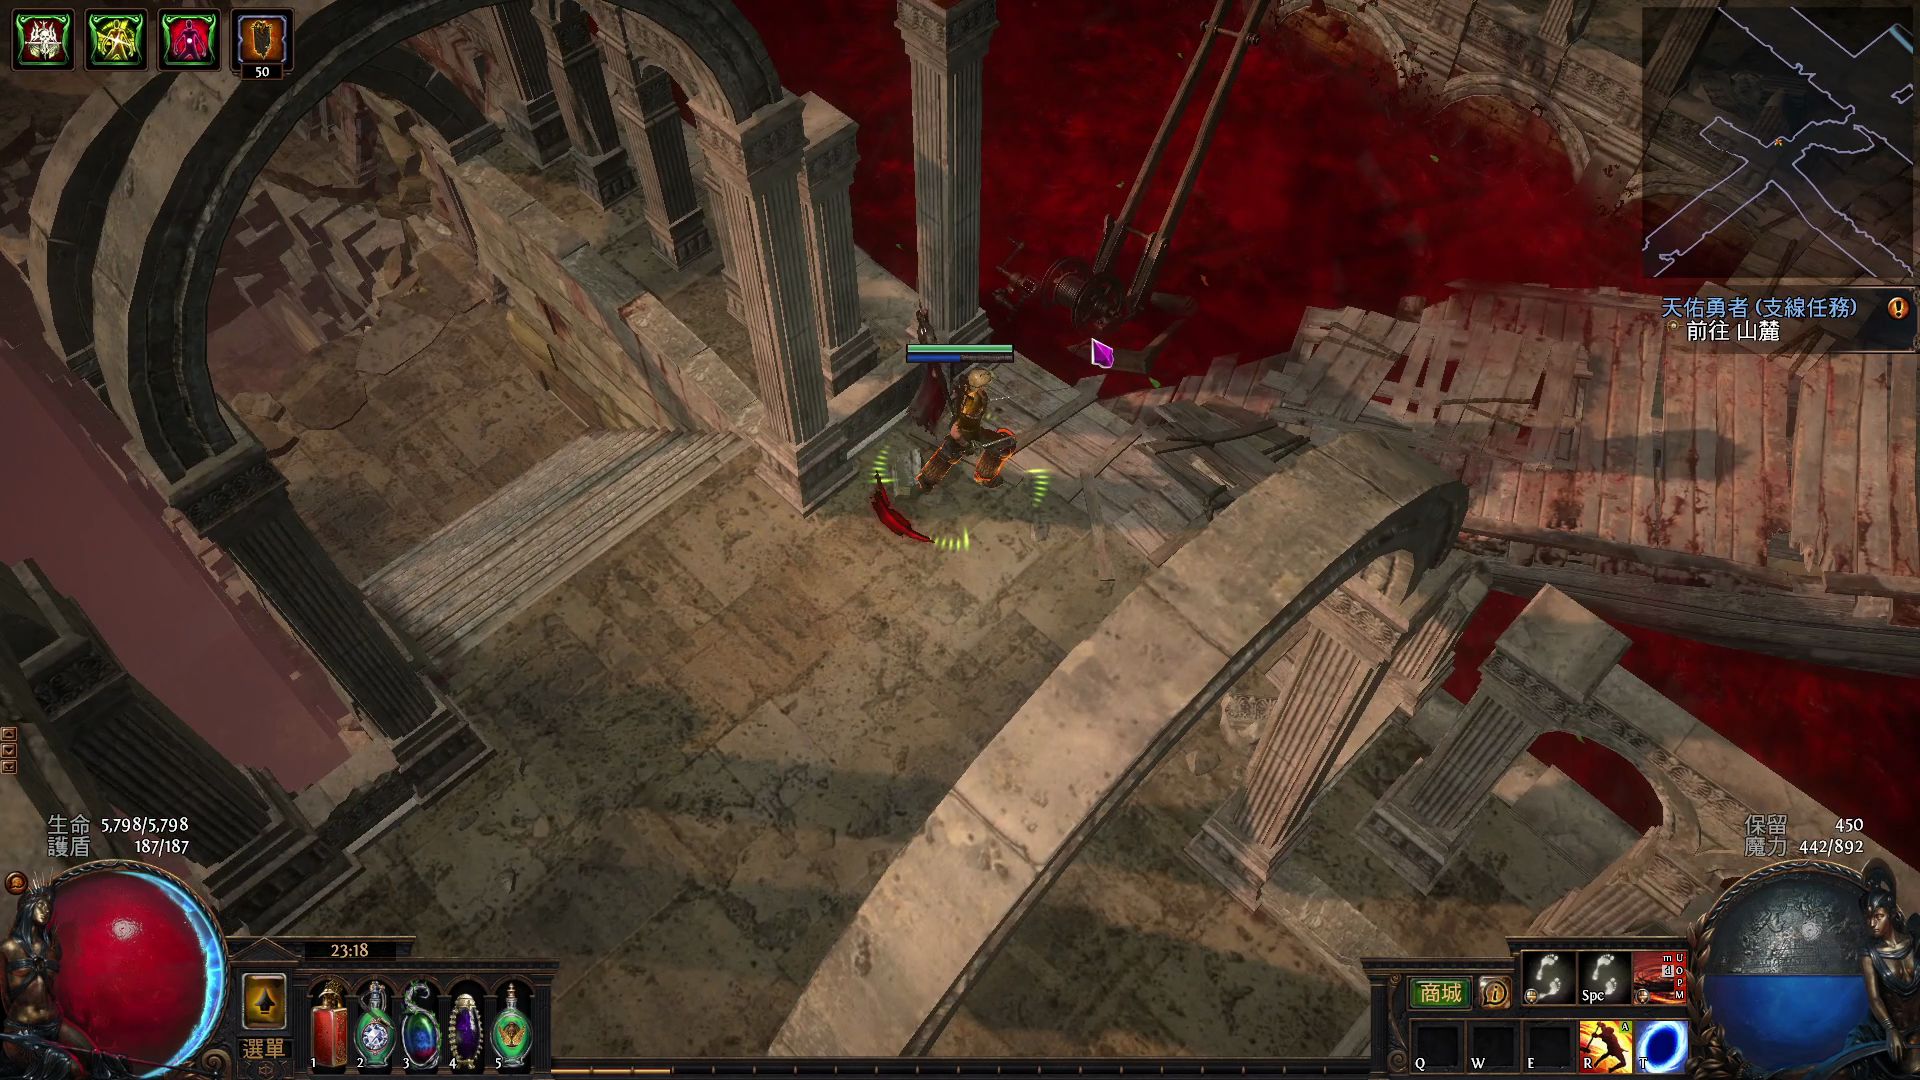 50
天佑勇者 (支線任務)
前往 山麓
生命 5,798/5,798
護盾 187/187
保留 450
魔力 442/892
23:18
選單
1 2 3 4 5
商城
Spc
m U
d O
P
M
A
Q W E R T